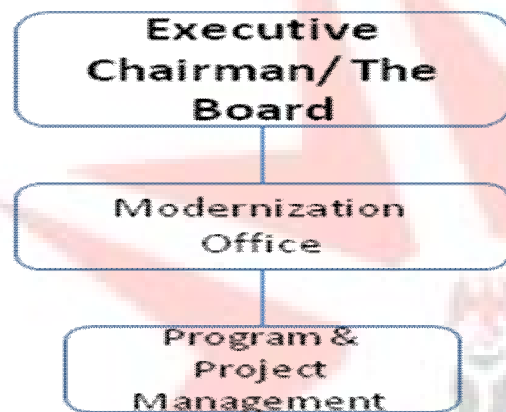 Executive
Chairman/ The
Board
Modernization
Office
Program &
Project
Management